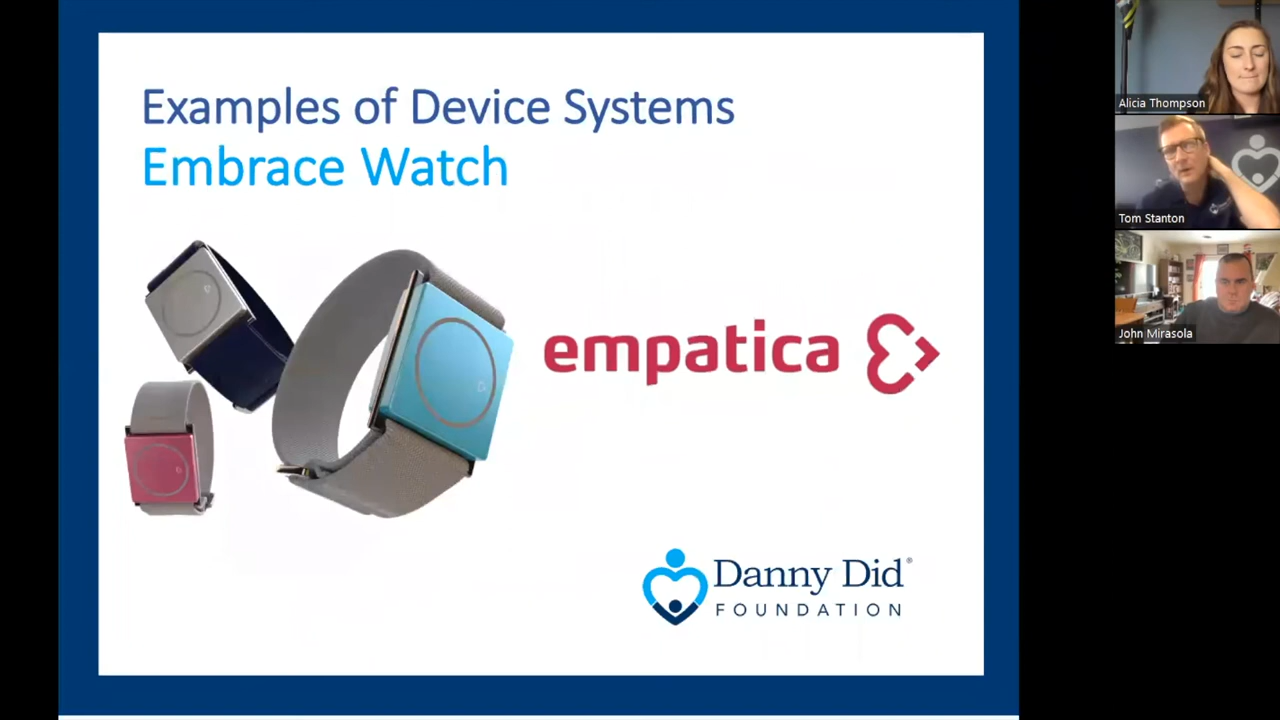 Examples of Device Systems
Embrace Watch
empatica
Danny Did®
FOUNDATION
Alicia Thompson
Tom Stanton
John Mirasola